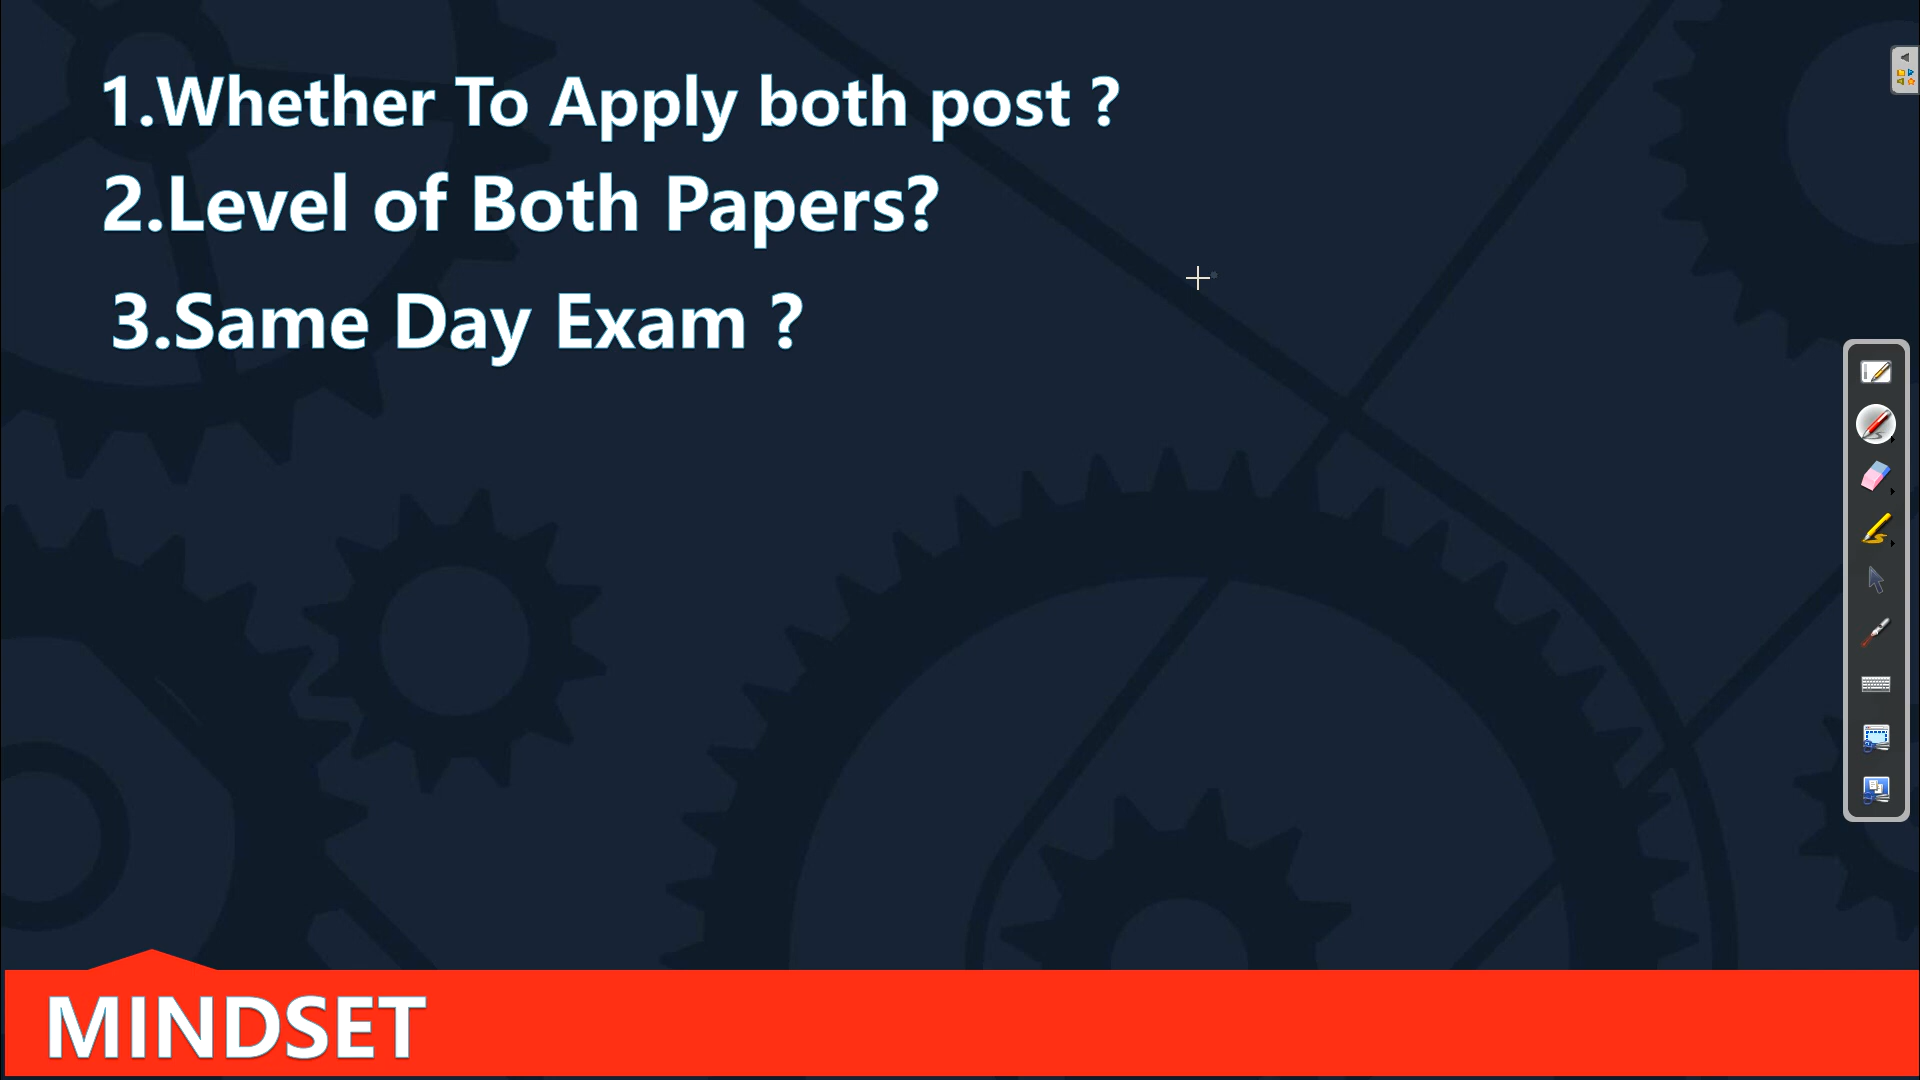 1.Whether To Apply both post ?
2.Level of Both Papers?
3.Same Day Exam ?
MINDSET